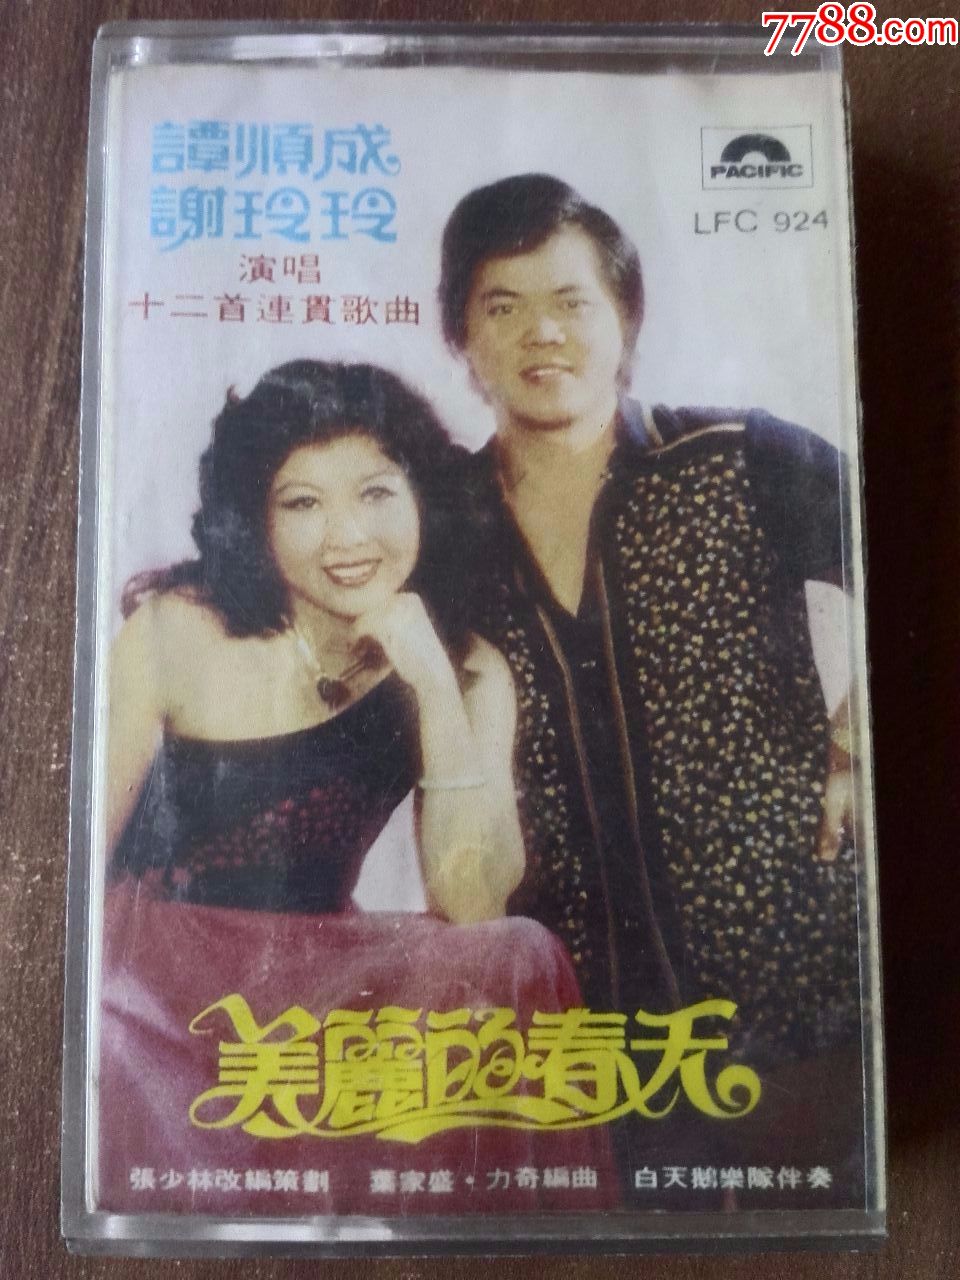 7788.com
譚順成
謝玲玲
演唱
十二首連貫歌曲
PACIFIC
LFC 924
美麗的春天
張少林改編策劃 葉家盛·力奇編曲 白天鵝樂隊伴奏